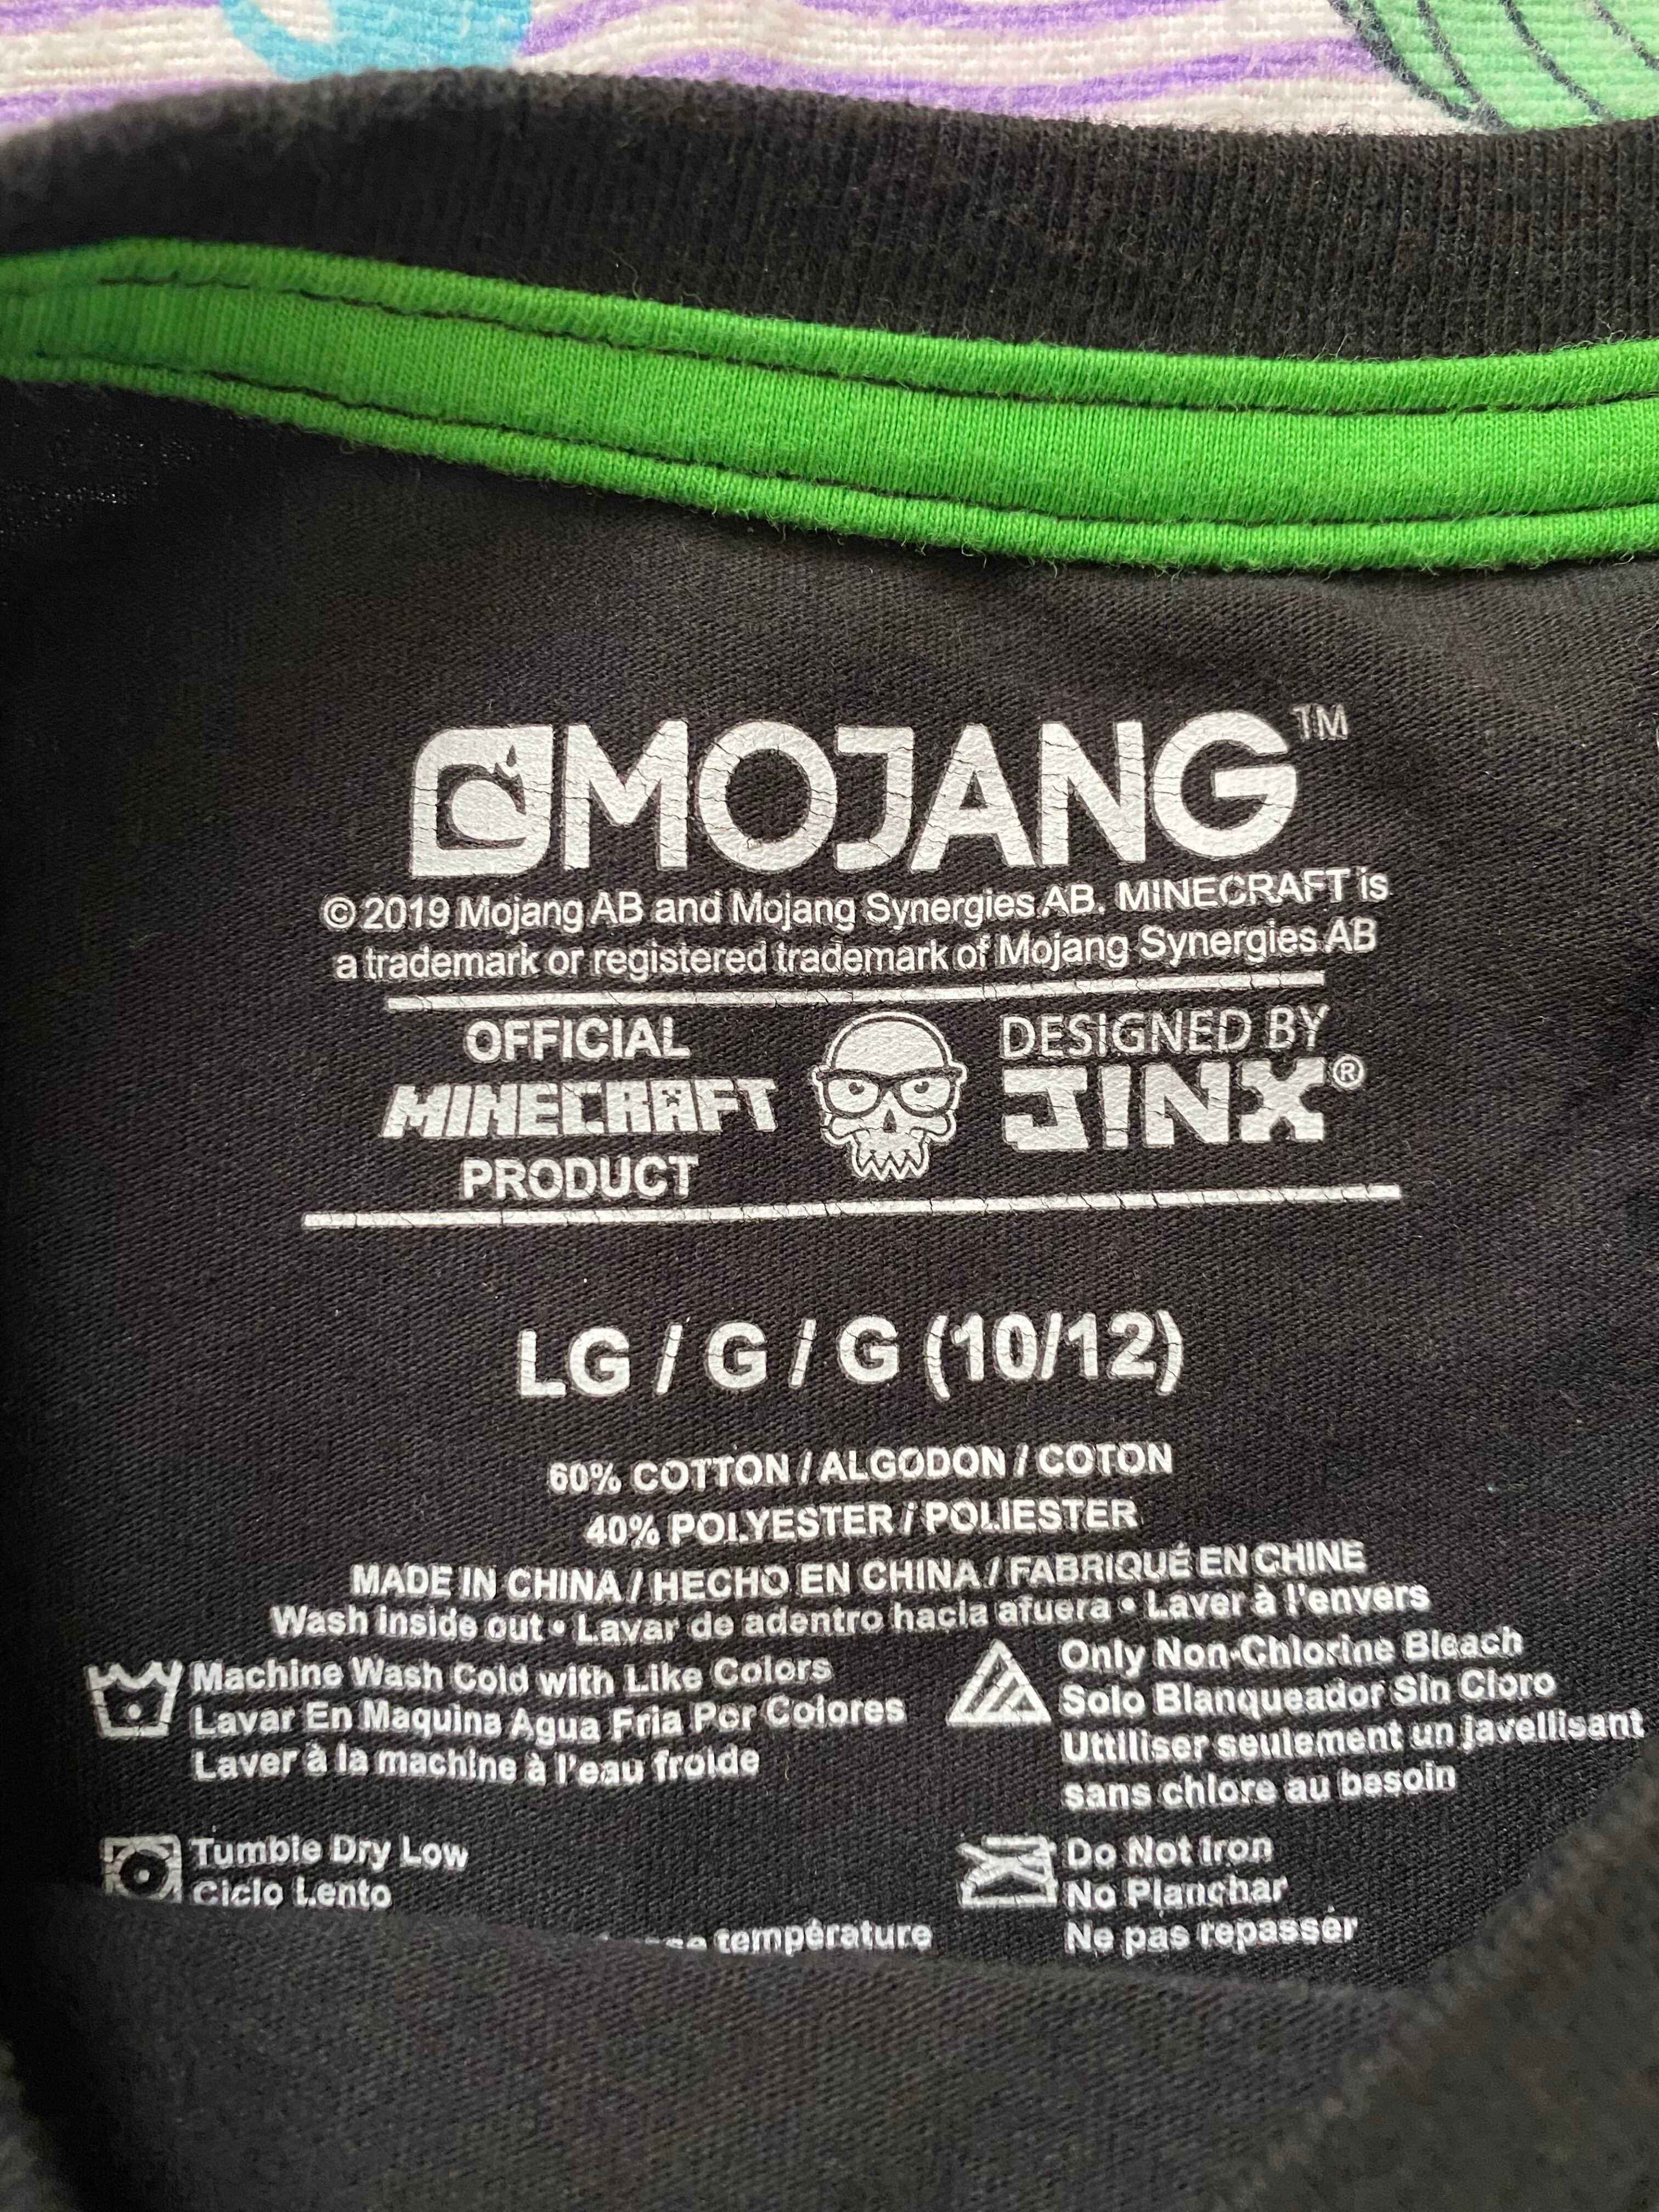 MOJANG™
© 2019 Mojang AB and Mojang Synergies AB. MINECRAFT is
a trademark or registered trademark of Mojang Synergies AB
OFFICIAL
MINECRAFT
PRODUCT
DESIGNED BY
J!NX®
LG / G / G (10/12)
60% COTTON / ALGODON / COTON
40% POLYESTER / POLIESTER
MADE IN CHINA / HECHO EN CHINA / FABRIQUÉ EN CHINE
Wash inside out • Lavar de adentro hacia afuera • Laver à l'envers
Machine Wash Cold with Like Colors
Lavar En Maquina Agua Fria Por Colores
Laver à la machine à l'eau froide
Only Non-Chlorine Bleach
Solo Blanqueador Sin Cloro
Uttiliser seulement un javellisant
sans chlore au besoin
Tumble Dry Low
Ciclo Lento
température
Do Not Iron
No Planchar
Ne pas repasser